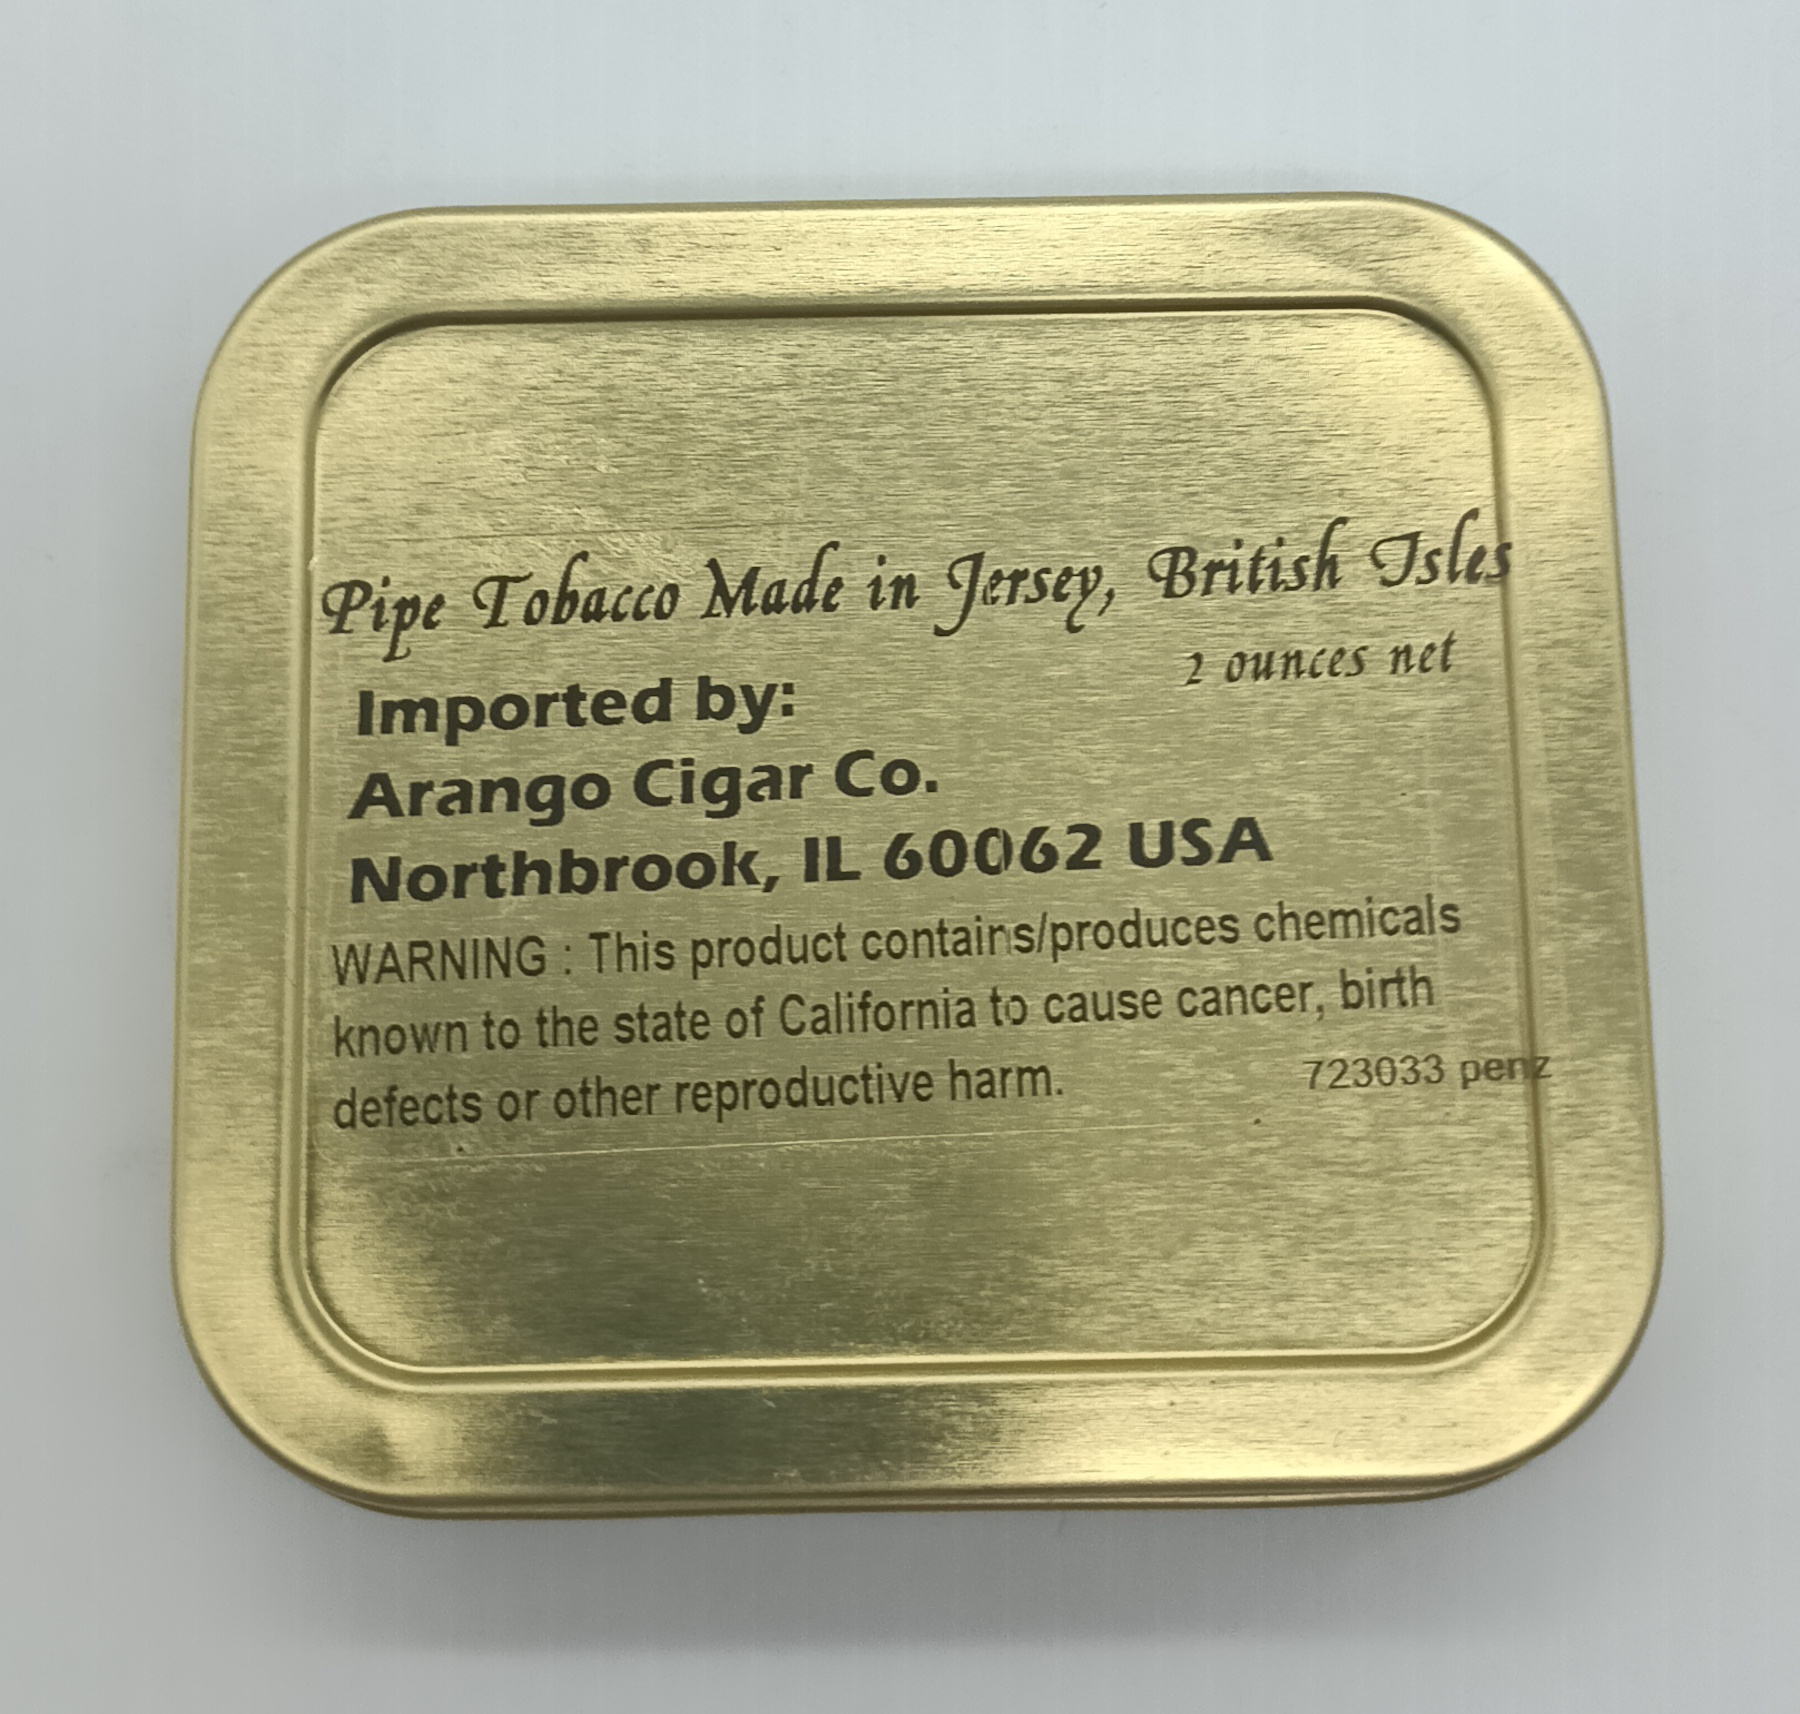 Pipe Tobacco Made in Jersey, British Isles
2 ounces net
Imported by:
Arango Cigar Co.
Northbrook, IL 60062 USA
WARNING : This product contains/produces chemicals
known to the state of California to cause cancer, birth
defects or other reproductive harm.
723033 penz